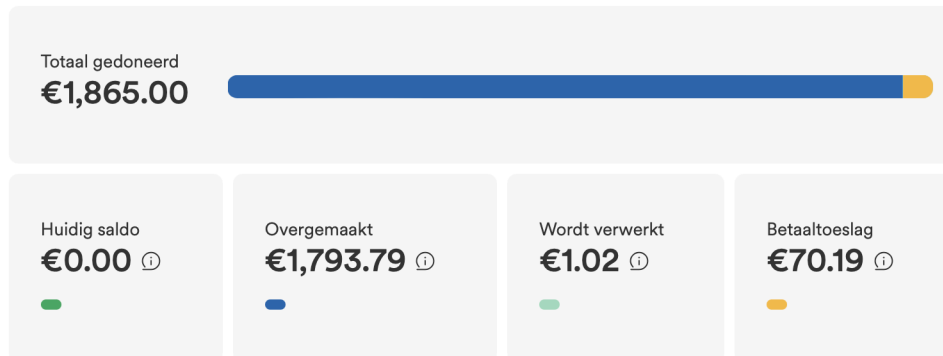 Totaal gedoneerd
€1,865.00
Huidig saldo
€0.00
Overgemaakt
€1,793.79
Wordt verwerkt
€1.02
Betaaltoeslag
€70.19